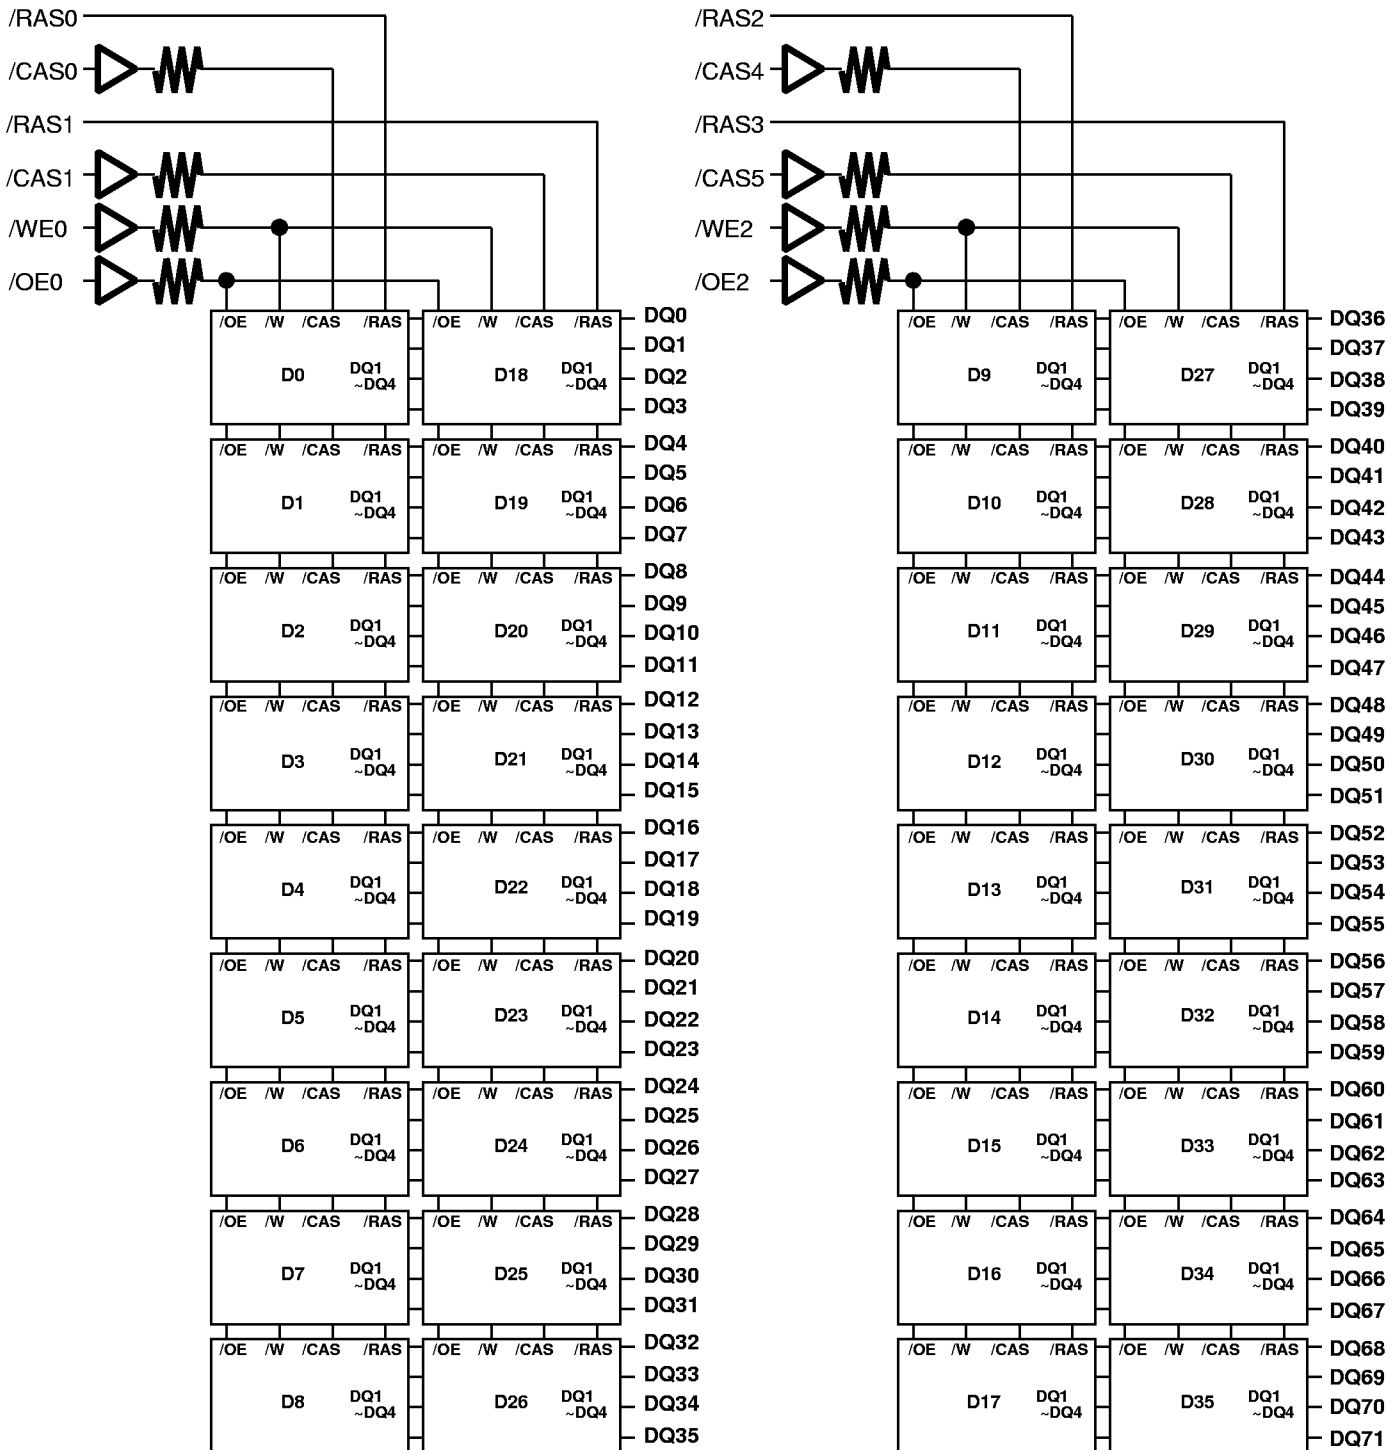 /RAS0
/CAS0
/RAS1
/CAS1
/WE0
/OE0
/OE /W /CAS /RAS /OE /W /CAS /RAS DQ0
DQ1
D0 DQ1 ~DQ4 D18 DQ1 ~DQ4 DQ2
DQ3
/OE /W /CAS /RAS /OE /W /CAS /RAS DQ4
DQ5
D1 DQ1 ~DQ4 D19 DQ1 ~DQ4 DQ6
DQ7
/OE /W /CAS /RAS /OE /W /CAS /RAS DQ8
DQ9
D2 DQ1 ~DQ4 D20 DQ1 ~DQ4 DQ10
DQ11
/OE /W /CAS /RAS /OE /W /CAS /RAS DQ12
DQ13
D3 DQ1 ~DQ4 D21 DQ1 ~DQ4 DQ14
DQ15
/OE /W /CAS /RAS /OE /W /CAS /RAS DQ16
DQ17
D4 DQ1 ~DQ4 D22 DQ1 ~DQ4 DQ18
DQ19
/OE /W /CAS /RAS /OE /W /CAS /RAS DQ20
DQ21
D5 DQ1 ~DQ4 D23 DQ1 ~DQ4 DQ22
DQ23
/OE /W /CAS /RAS /OE /W /CAS /RAS DQ24
DQ25
D6 DQ1 ~DQ4 D24 DQ1 ~DQ4 DQ26
DQ27
/OE /W /CAS /RAS /OE /W /CAS /RAS DQ28
DQ29
D7 DQ1 ~DQ4 D25 DQ1 ~DQ4 DQ30
DQ31
/OE /W /CAS /RAS /OE /W /CAS /RAS DQ32
DQ33
D8 DQ1 ~DQ4 D26 DQ1 ~DQ4 DQ34
DQ35
/RAS2
/CAS4
/RAS3
/CAS5
/WE2
/OE2
/OE /W /CAS /RAS /OE /W /CAS /RAS DQ36
DQ37
D9 DQ1 ~DQ4 D27 DQ1 ~DQ4 DQ38
DQ39
/OE /W /CAS /RAS /OE /W /CAS /RAS DQ40
DQ41
D10 DQ1 ~DQ4 D28 DQ1 ~DQ4 DQ42
DQ43
/OE /W /CAS /RAS /OE /W /CAS /RAS DQ44
DQ45
D11 DQ1 ~DQ4 D29 DQ1 ~DQ4 DQ46
DQ47
/OE /W /CAS /RAS /OE /W /CAS /RAS DQ48
DQ49
D12 DQ1 ~DQ4 D30 DQ1 ~DQ4 DQ50
DQ51
/OE /W /CAS /RAS /OE /W /CAS /RAS DQ52
DQ53
D13 DQ1 ~DQ4 D31 DQ1 ~DQ4 DQ54
DQ55
/OE /W /CAS /RAS /OE /W /CAS /RAS DQ56
DQ57
D14 DQ1 ~DQ4 D32 DQ1 ~DQ4 DQ58
DQ59
/OE /W /CAS /RAS /OE /W /CAS /RAS DQ60
DQ61
D15 DQ1 ~DQ4 D33 DQ1 ~DQ4 DQ62
DQ63
/OE /W /CAS /RAS /OE /W /CAS /RAS DQ64
DQ65
D16 DQ1 ~DQ4 D34 DQ1 ~DQ4 DQ66
DQ67
/OE /W /CAS /RAS /OE /W /CAS /RAS DQ68
DQ69
D17 DQ1 ~DQ4 D35 DQ1 ~DQ4 DQ70
DQ71